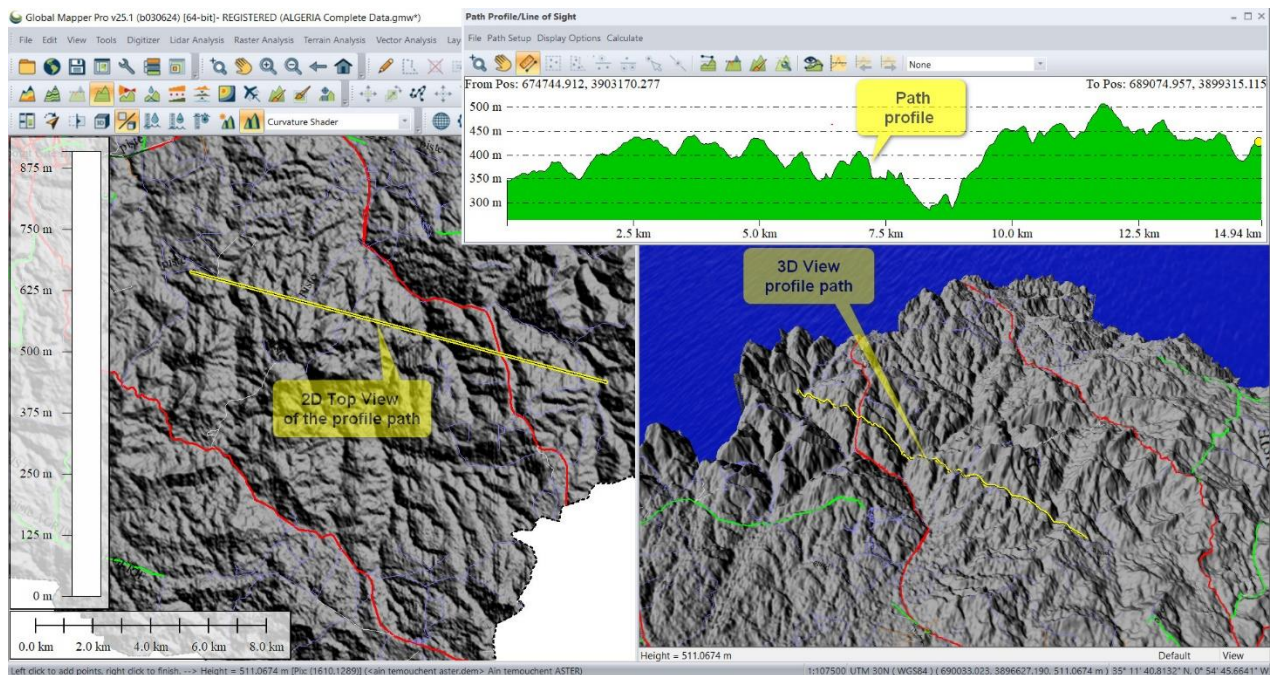 Global Mapper Pro v25.1 (b030624) [64-bit]- REGISTERED (ALGERIA Complete Data.gmw*)
File Edit View Tools Digitizer Lidar Analysis Raster Analysis Terrain Analysis Vector Analysis Lay
Curvature Shader
Path Profile/Line of Sight
File Path Setup Display Options Calculate
None
From Pos: 674744.912, 3903170.277
To Pos: 689074.957, 3899315.115
500 m
450 m
400 m
350 m
300 m
Path
profile
2.5 km
5.0 km
7.5 km
10.0 km
12.5 km
14.94 km
875 m
750 m
625 m
500 m
375 m
250 m
125 m
0 m
2D Top View
of the profile path
3D View
profile path
0.0 km
2.0 km
4.0 km
6.0 km
8.0 km
Height = 511.0674 m
Default
View
Left click to add points, right click to finish. --> Height = 511.0674 m [Pix: (1610,1289)] (<ain temouchent aster.dem> Ain temouchent ASTER)
1:107500 UTM 30N ( WGS84 ) ( 690033.023, 3896627.190, 511.0674 m ) 35° 11' 40.8132" N, 0° 54' 45.6641" W